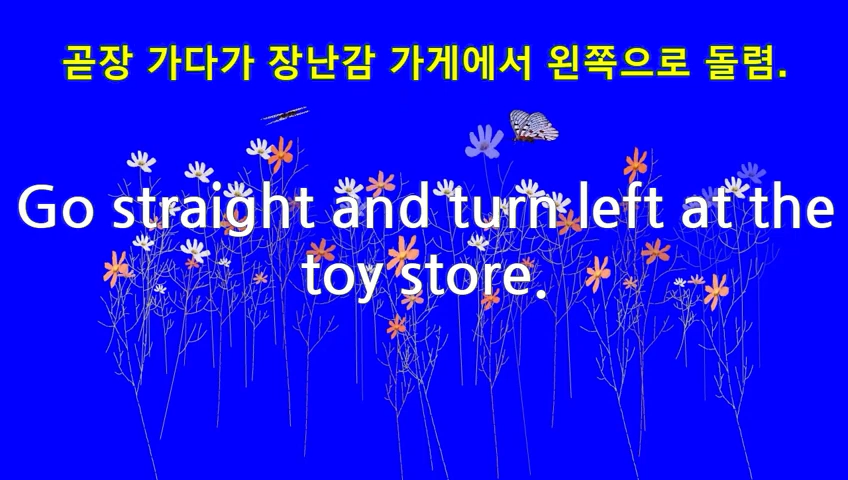 곧장 가다가 장난감 가게에서 왼쪽으로 돌렴.
Go straight and turn left at the
toy store.